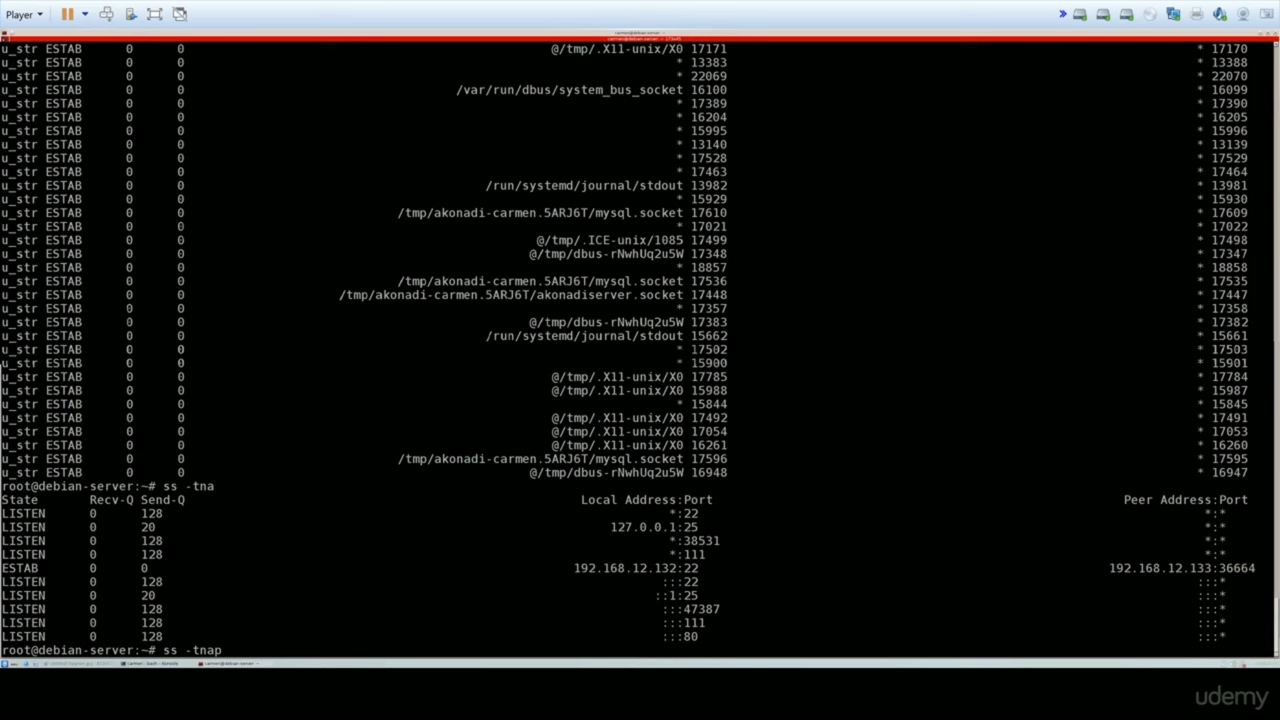 Player
u_str ESTAB 0 0 @/tmp/.X11-unix/X0 17171 * 17170
u_str ESTAB 0 0 * 13383 * 13388
u_str ESTAB 0 0 * 22069 * 22070
u_str ESTAB 0 0 /var/run/dbus/system_bus_socket 16100 * 16099
u_str ESTAB 0 0 * 17389 * 17390
u_str ESTAB 0 0 * 16204 * 16205
u_str ESTAB 0 0 * 15995 * 15996
u_str ESTAB 0 0 * 13140 * 13139
u_str ESTAB 0 0 * 17528 * 17529
u_str ESTAB 0 0 * 17463 * 17464
u_str ESTAB 0 0 /run/systemd/journal/stdout 13982 * 13981
u_str ESTAB 0 0 * 15929 * 15930
u_str ESTAB 0 0 /tmp/akonadi-carmen.5ARJ6T/mysql.socket 17610 * 17609
u_str ESTAB 0 0 * 17021 * 17022
u_str ESTAB 0 0 @/tmp/.ICE-unix/1085 17499 * 17498
u_str ESTAB 0 0 @/tmp/dbus-rNwhUq2u5W 17348 * 17347
u_str ESTAB 0 0 * 18857 * 18858
u_str ESTAB 0 0 /tmp/akonadi-carmen.5ARJ6T/mysql.socket 17536 * 17535
u_str ESTAB 0 0 /tmp/akonadi-carmen.5ARJ6T/akonadiserver.socket 17448 * 17447
u_str ESTAB 0 0 * 17357 * 17358
u_str ESTAB 0 0 @/tmp/dbus-rNwhUq2u5W 17383 * 17382
u_str ESTAB 0 0 /run/systemd/journal/stdout 15662 * 15661
u_str ESTAB 0 0 * 17502 * 17503
u_str ESTAB 0 0 * 15900 * 15901
u_str ESTAB 0 0 @/tmp/.X11-unix/X0 17785 * 17784
u_str ESTAB 0 0 @/tmp/.X11-unix/X0 15988 * 15987
u_str ESTAB 0 0 * 15844 * 15845
u_str ESTAB 0 0 @/tmp/.X11-unix/X0 17492 * 17491
u_str ESTAB 0 0 @/tmp/.X11-unix/X0 17054 * 17053
u_str ESTAB 0 0 @/tmp/.X11-unix/X0 16261 * 16260
u_str ESTAB 0 0 /tmp/akonadi-carmen.5ARJ6T/mysql.socket 17596 * 17595
u_str ESTAB 0 0 @/tmp/dbus-rNwhUq2u5W 16948 * 16947
root@debian-server:~# ss -tna
State Recv-Q Send-Q Local Address:Port Peer Address:Port
LISTEN 0 128 *:22 *:*
LISTEN 0 20 127.0.0.1:25 *:*
LISTEN 0 128 *:38531 *:*
LISTEN 0 128 *:111 *:*
ESTAB 0 0 192.168.12.132:22 192.168.12.133:36664
LISTEN 0 128 :::22 :::*
LISTEN 0 20 ::1:25 :::*
LISTEN 0 128 :::47387 :::*
LISTEN 0 128 :::111 :::*
LISTEN 0 128 :::80 :::*
root@debian-server:~# ss -tnap
udemy